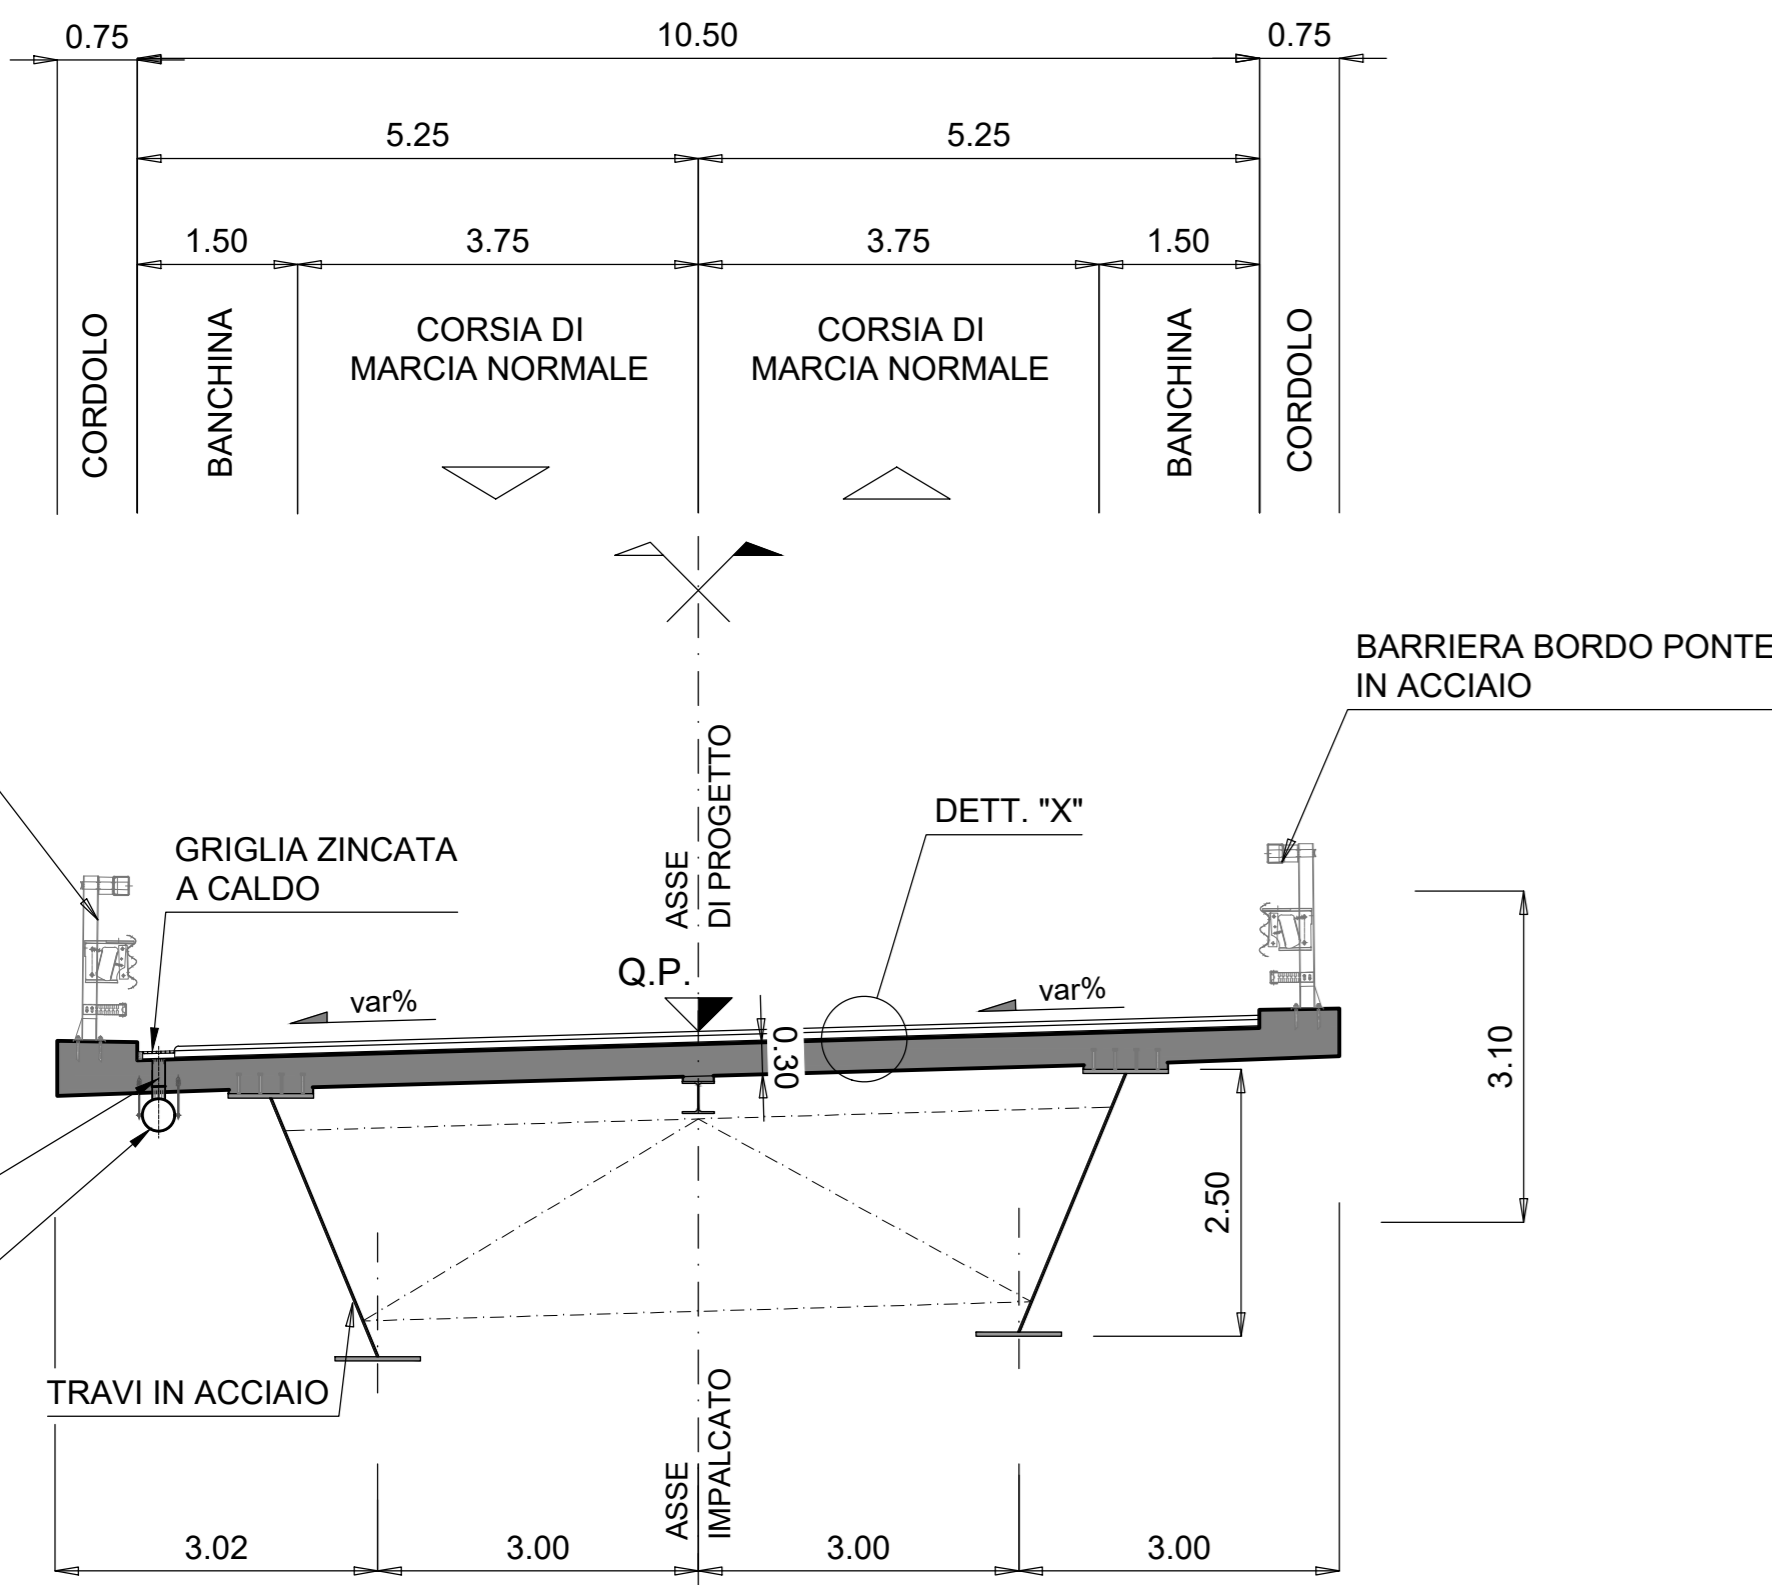 0.75
10.50
0.75
5.25
5.25
1.50
3.75
3.75
1.50
CORDOLO
BANCHINA
CORSIA DI
MARCIA NORMALE
CORSIA DI
MARCIA NORMALE
BANCHINA
CORDOLO
BARRIERA BORDO PONTE
IN ACCIAIO
ASSE
DI PROGETTO
DETT. "X"
GRIGLIA ZINCATA
A CALDO
Q.P.
var%
var%
0.30
3.10
2.50
TRAVI IN ACCIAIO
ASSE
IMPALCATO
3.02
3.00
3.00
3.00